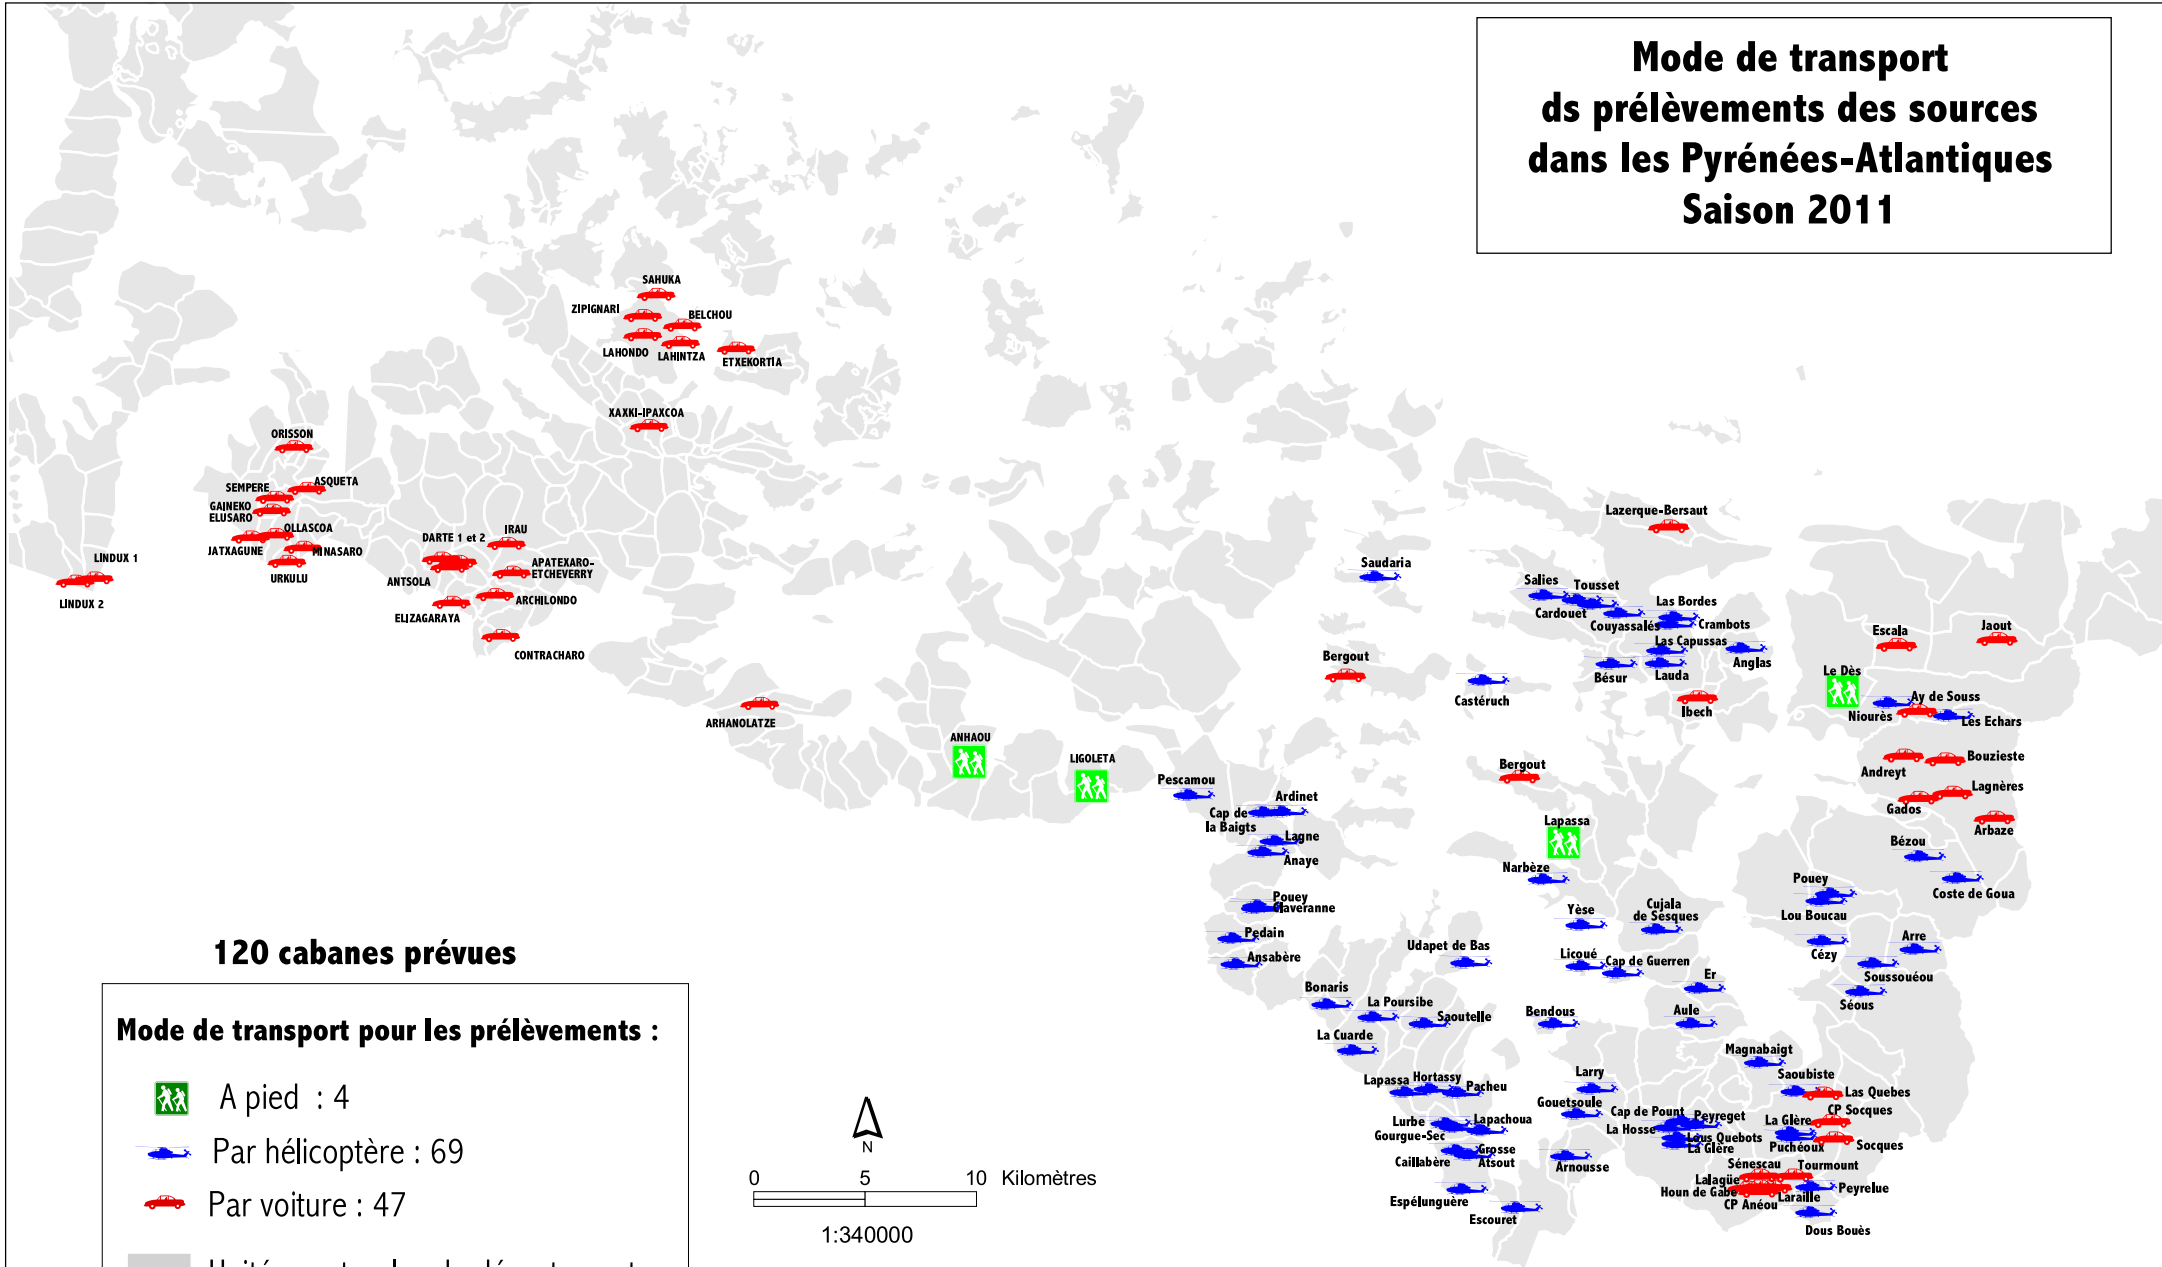 Mode de transport
ds prélèvements des sources
dans les Pyrénées-Atlantiques
Saison 2011
SAHUKA
ZIPIGNARI
BELCHOU
LAHONDO
LAHINTZA
ETXEKORTIA
XAXKI-IPAXCOA
ORISSON
ASQUETA
SEMPERE
GAINEKO
ELUSARO
OLLASCOA
JATXAGUNE
MINASARO
URKULU
LINDUX 1
LINDUX 2
DARTE 1 et 2
IRAU
ANTSOLA
APATEXARO-
ETCHEVERRY
ARCHILONDO
ELIZAGARAYA
CONTRACHARO
ARHANOLATZE
ANHAOU
LIGOLETA
Lazerque-Bersaut
Saudaria
Salies
Tousset
Cardouet
Las Bordes
Couyassalés
Crambots
Las Capussas
Anglas
Bésur
Lauda
Ibech
Bergout
Castéruch
Escala
Jaout
Le Dès
Ay de Souss
Niourès
Les Echars
Bouzieste
Andreyt
Lagnères
Gados
Arbaze
Bézou
Coste de Goua
Pescamou
Ardinet
Cap de
la Baigts
Lagne
Anaye
Pouey
Claveranne
Pedain
Ansabère
Bergout
Lapassa
Narbèze
Yèse
Cujala
de Sesques
Pouey
Lou Boucau
Cézy
Arre
Soussouéou
Séous
Udapet de Bas
Licoué
Cap de Guerren
Er
Bonaris
La Poursibe
Saoutelle
Bendous
Aule
La Cuarde
Magnabaigt
Lapassa
Hortassy
Pacheu
Larry
Saoubiste
Las Quebes
Gouetsoule
Cap de Pount
Peyreget
La Glère
CP Socques
Lurbe
Lapachoua
La Hosse
Gourgue-Sec
Lous Quebots
Socques
Puchéoux
La Glère
Grosse
Caillabère
Atsout
Arnousse
Sénescau
Tourmount
Lalagüe
Houn de Gabe
Laraille
Peyrelue
CP Anéou
Espélunguère
Escouret
Dous Bouès
120 cabanes prévues
Mode de transport pour les prélèvements :
A pied : 4
Par hélicoptère : 69
Par voiture : 47
N
0 5 10 Kilomètres
1:340000